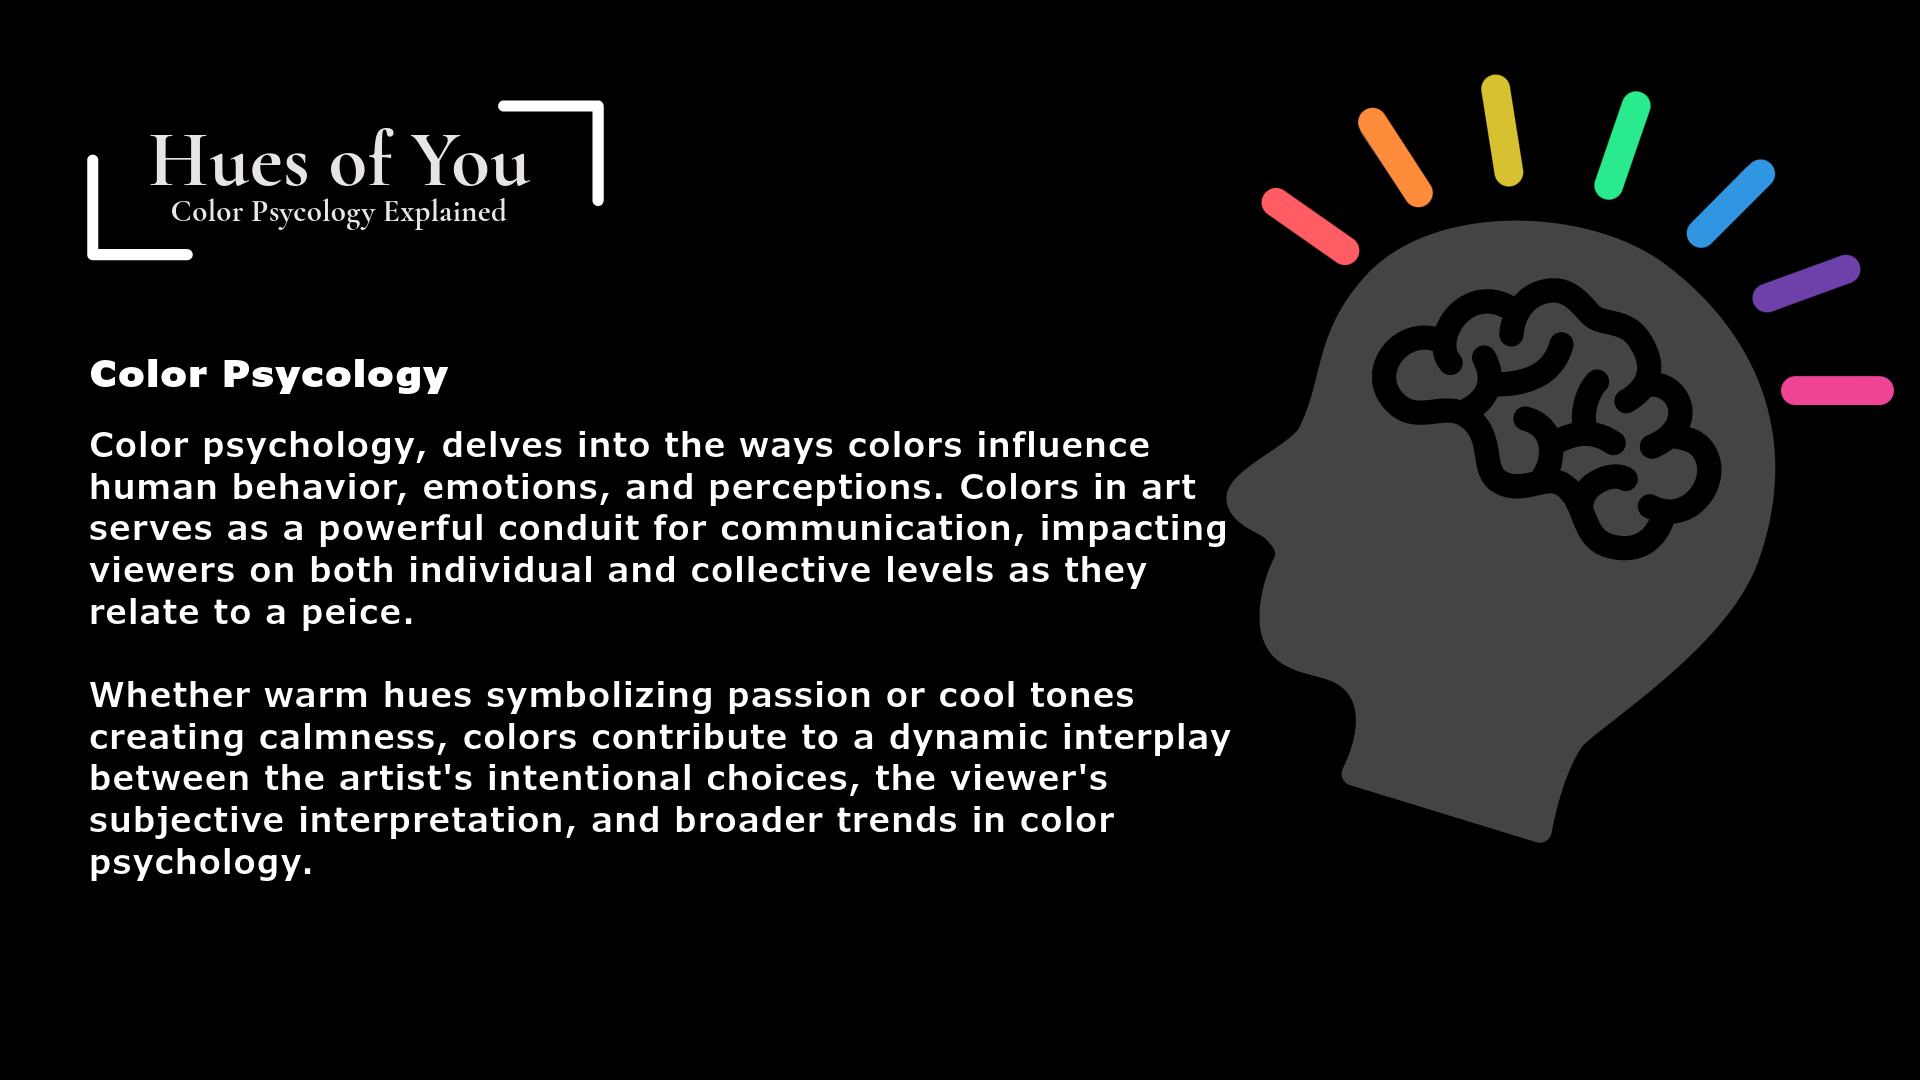 Hues of You
Color Psycology Explained
Color Psycology
Color psychology, delves into the ways colors influence
human behavior, emotions, and perceptions. Colors in art
serves as a powerful conduit for communication, impacting
viewers on both individual and collective levels as they
relate to a peice.
Whether warm hues symbolizing passion or cool tones
creating calmness, colors contribute to a dynamic interplay
between the artist's intentional choices, the viewer's
subjective interpretation, and broader trends in color
psychology.